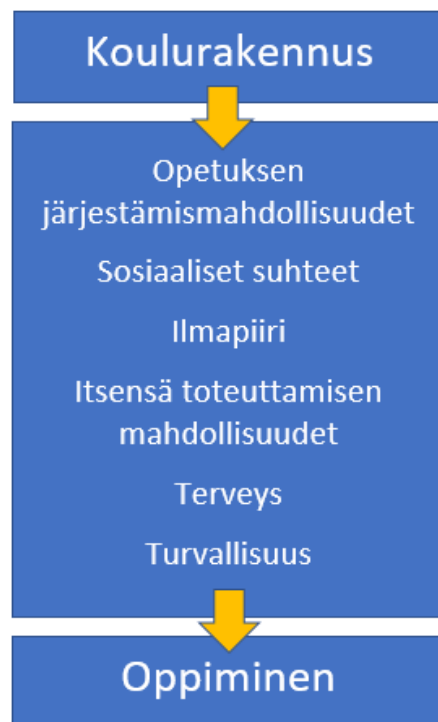 Koulurakennus
Opetuksen
järjestämismahdollisuudet
Sosiaaliset suhteet
Ilmapiiri
Itsensä toteuttamisen
mahdollisuudet
Terveys
Turvallisuus
Oppiminen